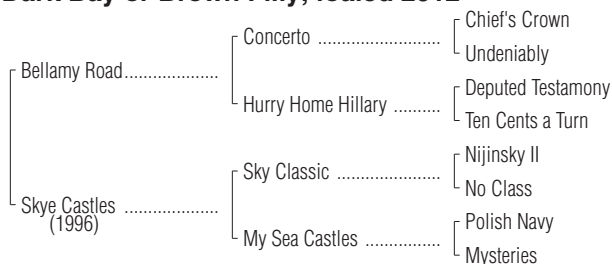 Dark Bay or Brown Filly; foaled 2012
Chief's Crown
Concerto ..........................
Undeniably
Bellamy Road....................
Deputed Testamony
Hurry Home Hillary ..........
Ten Cents a Turn
Nijinsky II
Sky Classic ......................
No Class
Skye Castles ....................
(1996)
Polish Navy
My Sea Castles ................
Mysteries